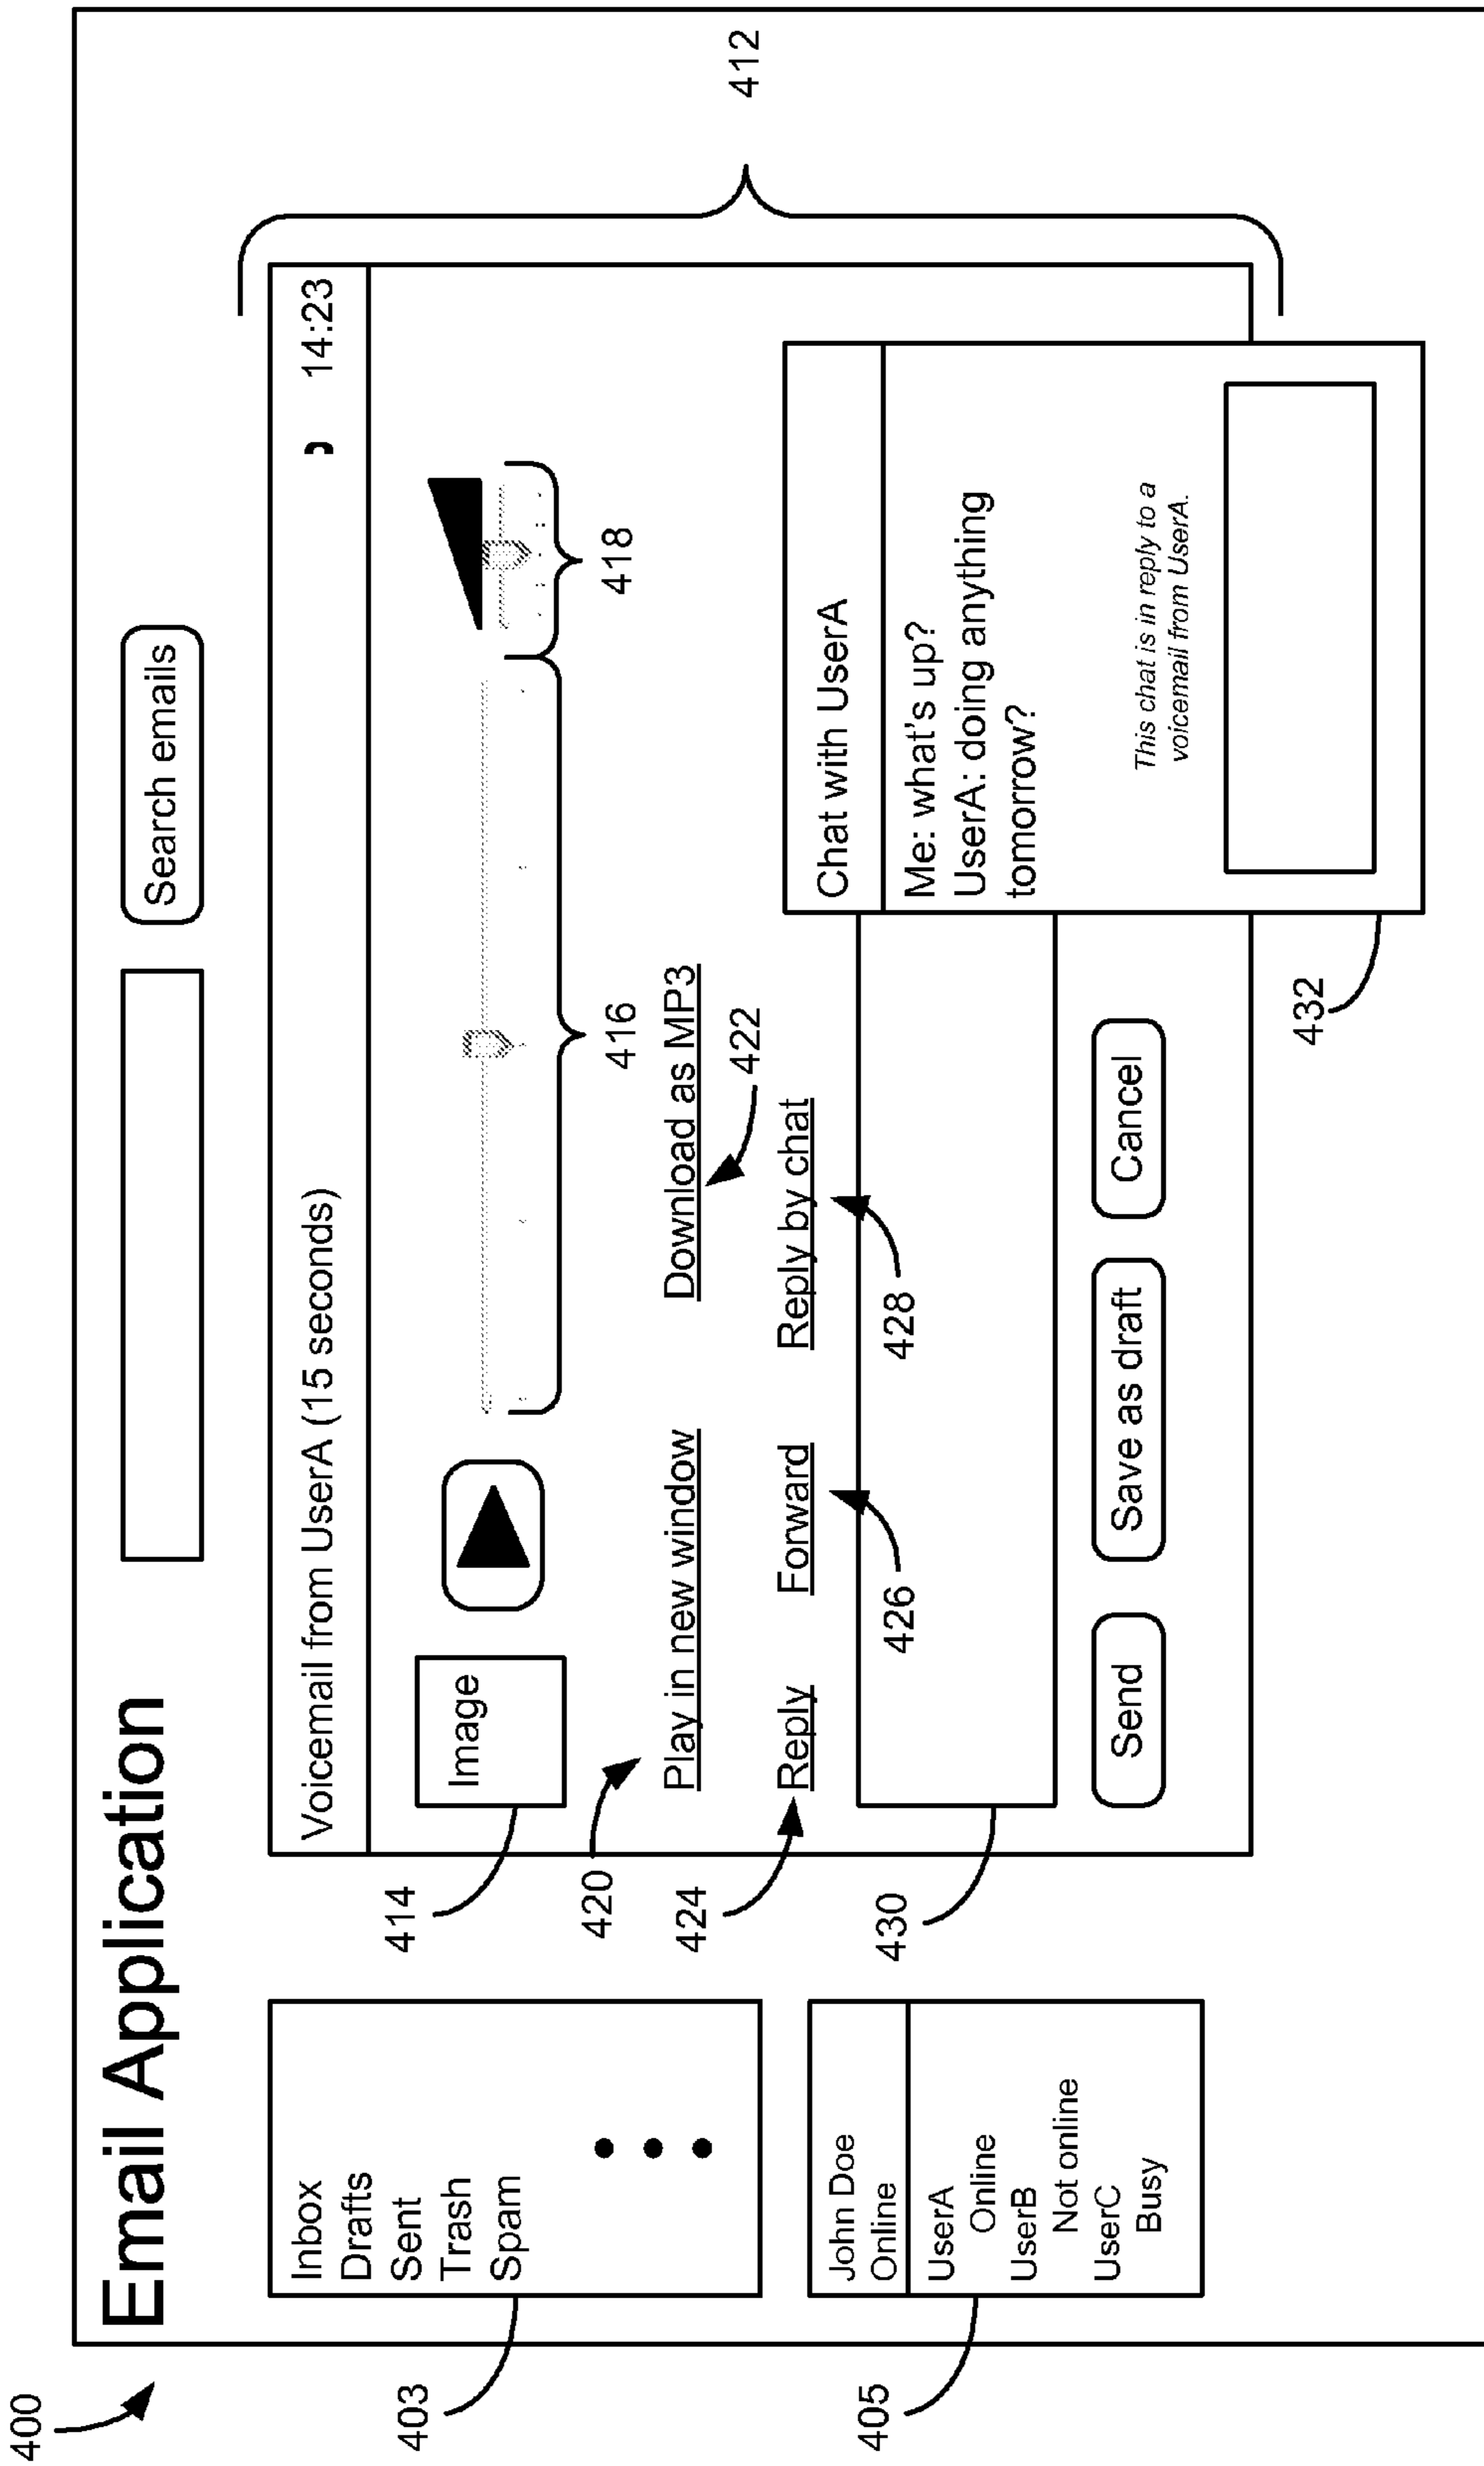 400
Email Application
Search emails
412
403
Inbox
Drafts
Sent
Trash
Spam
405
John Doe
Online
UserA
Online
UserB
Not online
UserC
Busy
Voicemail from UserA (15 seconds)
14:23
414
Image
416
418
420
Play in new window
Download as MP3
422
424
Reply
Forward
Reply by chat
426
428
430
Send
Save as draft
Cancel
Chat with UserA
Me: what's up?
UserA: doing anything
tomorrow?
This chat is in reply to a
voicemail from UserA.
432